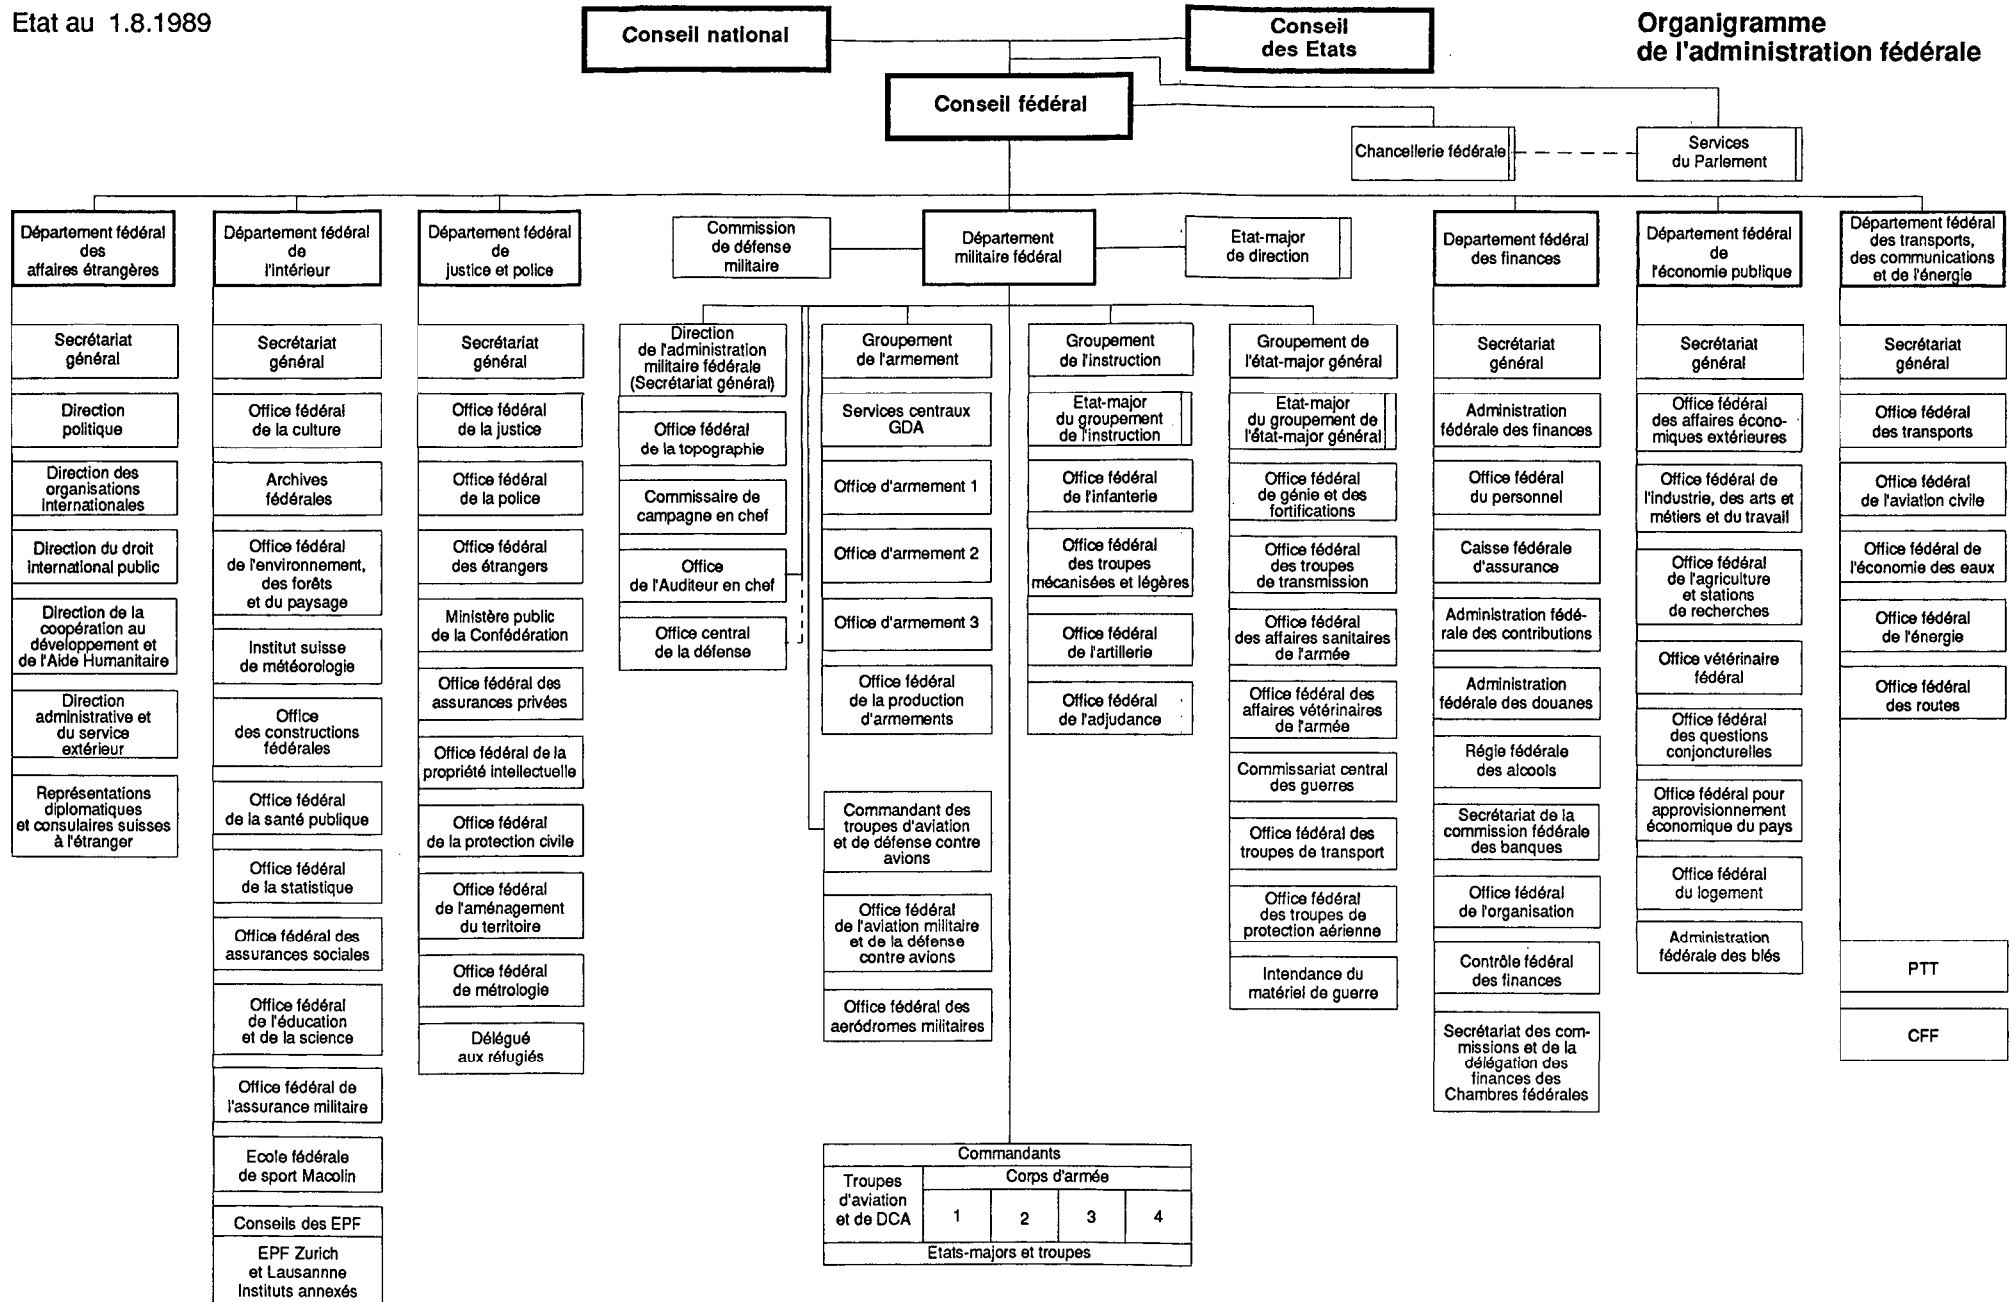 Etat au 1.8.1989
Conseil national
Conseil
des Etats
Organigramme
de l'administration fédérale
Conseil fédéral
Chancellerie fédérale
Services
du Parlement
Département fédéral
des
affaires étrangères
Secrétariat
général
Direction
politique
Direction des
organisations
internationales
Direction du droit
international public
Direction de la
coopération au
développement et
de l'Aide Humanitaire
Direction
administrative et
du service
extérieur
Représentations
diplomatiques
et consulaires suisses
à l'étranger
Département fédéral
de
l'intérieur
Secrétariat
général
Office fédéral
de la culture
Archives
fédérales
Office fédéral
de l'environnement,
des forêts
et du paysage
Institut suisse
de météorologie
Office
des constructions
fédérales
Office fédéral
de la santé publique
Office fédéral
de la statistique
Office fédéral des
assurances sociales
Office fédéral
de l'éducation
et de la science
Office fédéral de
l'assurance militaire
Ecole fédérale
de sport Macolin
Conseils des EPF
EPF Zurich
et Lausannne
Instituts annexés
Département fédéral
de
justice et police
Secrétariat
général
Office fédéral
de la justice
Office fédéral
de la police
Office fédéral
des étrangers
Ministère public
de la Confédération
Office fédéral des
assurances privées
Office fédéral de la
propriété intellectuelle
Office fédéral
de la protection civile
Office fédéral
de l'aménagement
du territoire
Office fédéral
de métrologie
Délégué
aux réfugiés
Commission
de défense
militaire
Département
militaire fédéral
Etat-major
de direction
Direction
de l'administration
militaire fédérale
(Secrétariat général)
Office fédéral
de la topographie
Commissaire de
campagne en chef
Office
de l'Auditeur en chef
Office central
de la défense
Groupement
de l'armement
Services centraux
GDA
Office d'armement 1
Office d'armement 2
Office d'armement 3
Office fédéral
de la production
d'armements
Commandant des
troupes d'aviation
et de défense contre
avions
Office fédéral
de l'aviation militaire
et de la défense
contre avions
Office fédéral des
aérodromes militaires
Groupement
de l'instruction
Etat-major
du groupement
de l'instruction
Office fédéral
de l'infanterie
Office fédéral
des troupes
mécanisées et légères
Office fédéral
de l'artillerie
Office fédéral
de l'adjudance
Groupement de
l'état-major général
Etat-major
du groupement de
l'état-major général
Office fédéral
de génie et des
fortifications
Office fédéral
des troupes
de transmission
Office fédéral
des affaires sanitaires
de l'armée
Office fédéral des
affaires vétérinaires
de l'armée
Commissariat central
des guerres
Office fédéral des
troupes de transport
Office fédéral
des troupes de
protection aérienne
Intendance du
matériel de guerre
Commandants
Troupes
d'aviation
et de DCA
Corps d'armée
1 2 3 4
Etats-majors et troupes
Departement fédéral
des finances
Secrétariat
général
Administration
fédérale des finances
Office fédéral
du personnel
Caisse fédérale
d'assurance
Administration fédé-
rale des contributions
Administration
fédérale des douanes
Régie fédérale
des alcools
Secrétariat de la
commission fédérale
des banques
Office fédéral
de l'organisation
Contrôle fédéral
des finances
Secrétariat des com-
missions et de la
délégation des
finances des
Chambres fédérales
Département fédéral
de
l'économie publique
Secrétariat
général
Office fédéral
des affaires écono-
miques extérieures
Office fédéral de
l'industrie, des arts et
métiers et du travail
Office fédéral
de l'agriculture
et stations
de recherches
Office vétérinaire
fédéral
Office fédéral
des questions
conjoncturelles
Office fédéral pour
approvisionnement
économique du pays
Office fédéral
du logement
Administration
fédérale des blés
Département fédéral
des transports,
des communications
et de l'énergie
Secrétariat
général
Office fédéral
des transports
Office fédéral
de l'aviation civile
Office fédéral de
l'économie des eaux
Office fédéral
de l'énergie
Office fédéral
des routes
PTT
CFF